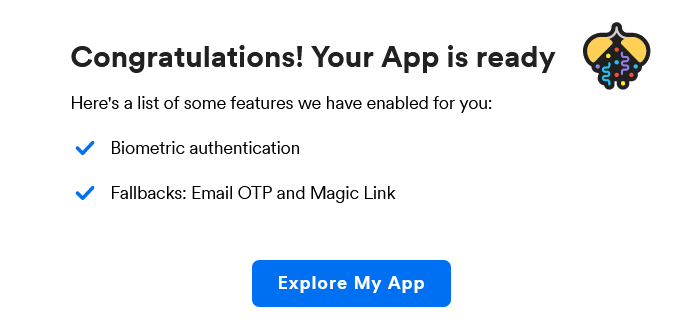 Congratulations! Your App is ready
Here's a list of some features we have enabled for you:
Biometric authentication
Fallbacks: Email OTP and Magic Link
Explore My App